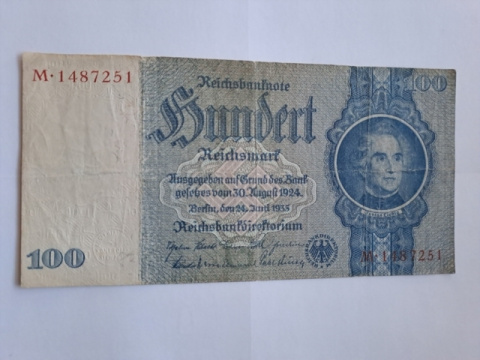 M·1487251
Reichsbanknote
100
Hundert
Reichsmark
Ausgegeben auf Grund des Bank
gesetzes vom 30. August 1924
Berlin, den 24. Juni 1935
Reichsbankdirektorium
100
M·1487251